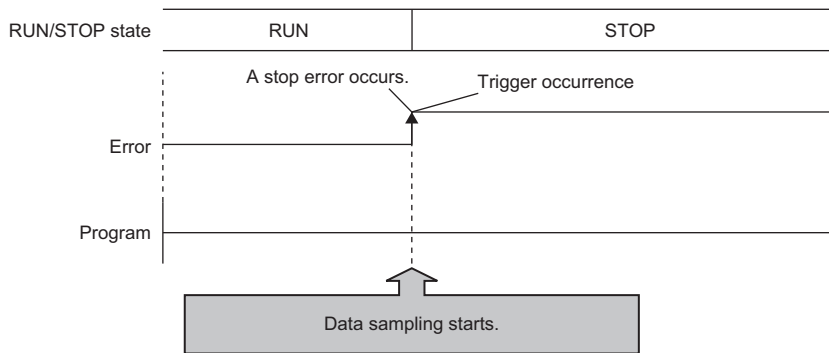 RUN/STOP state
RUN
STOP
A stop error occurs.
Trigger occurrence
Error
Program
Data sampling starts.